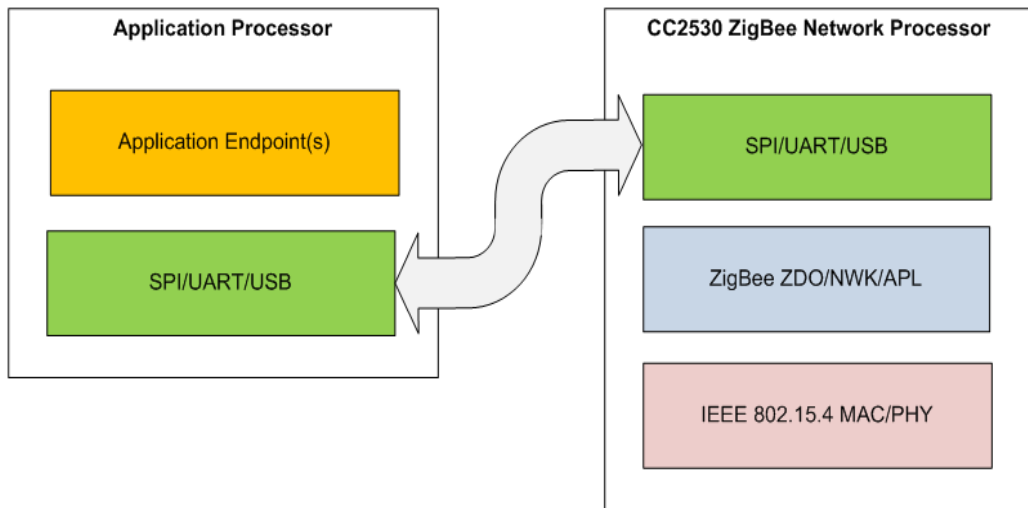 Application Processor
Application Endpoint(s)
SPI/UART/USB
CC2530 ZigBee Network Processor
SPI/UART/USB
ZigBee ZDO/NWK/APL
IEEE 802.15.4 MAC/PHY